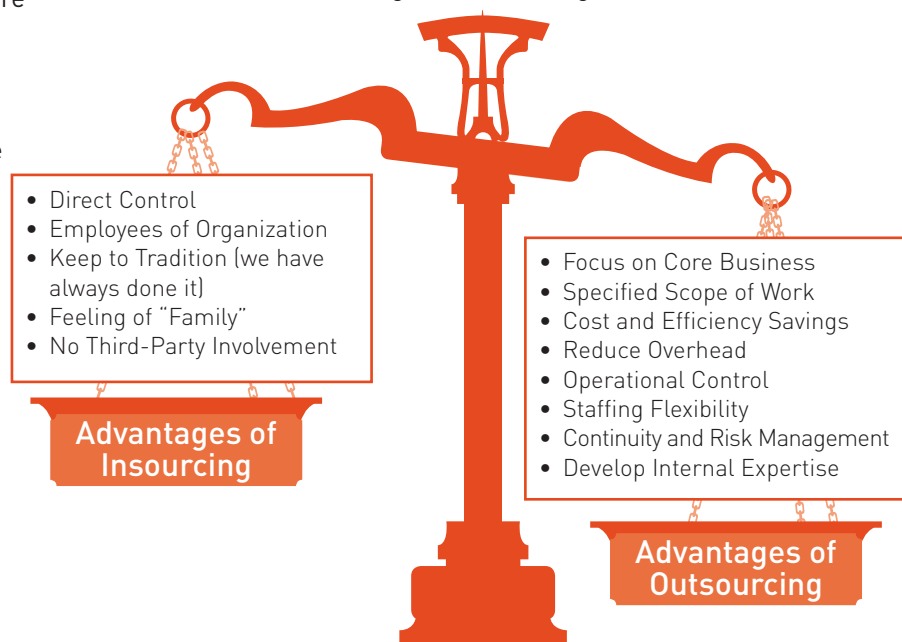 • Direct Control
• Employees of Organization
• Keep to Tradition (we have
always done it)
• Feeling of “Family”
• No Third-Party Involvement
Advantages of
Insourcing
• Focus on Core Business
• Specified Scope of Work
• Cost and Efficiency Savings
• Reduce Overhead
• Operational Control
• Staffing Flexibility
• Continuity and Risk Management
• Develop Internal Expertise
Advantages of
Outsourcing